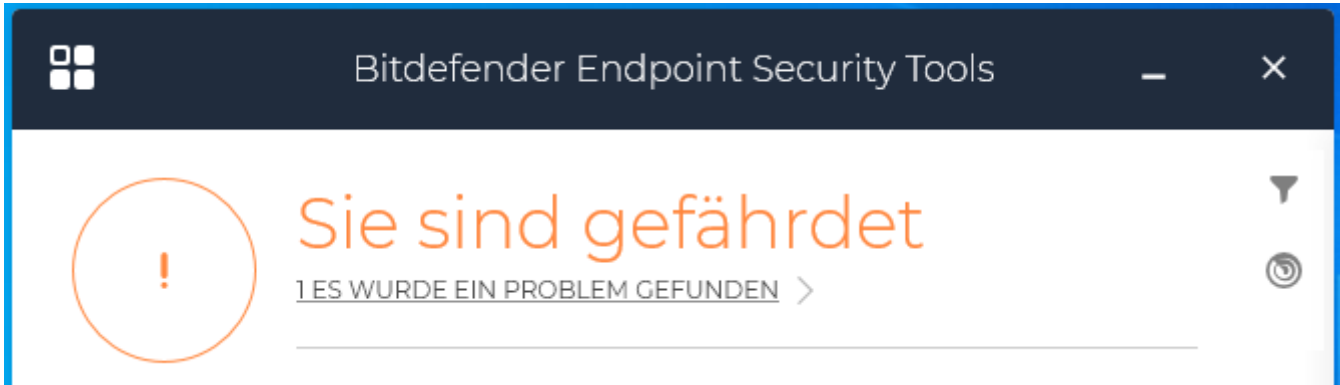 Bitdefender Endpoint Security Tools
Sie sind gefährdet
1 ES WURDE EIN PROBLEM GEFUNDEN